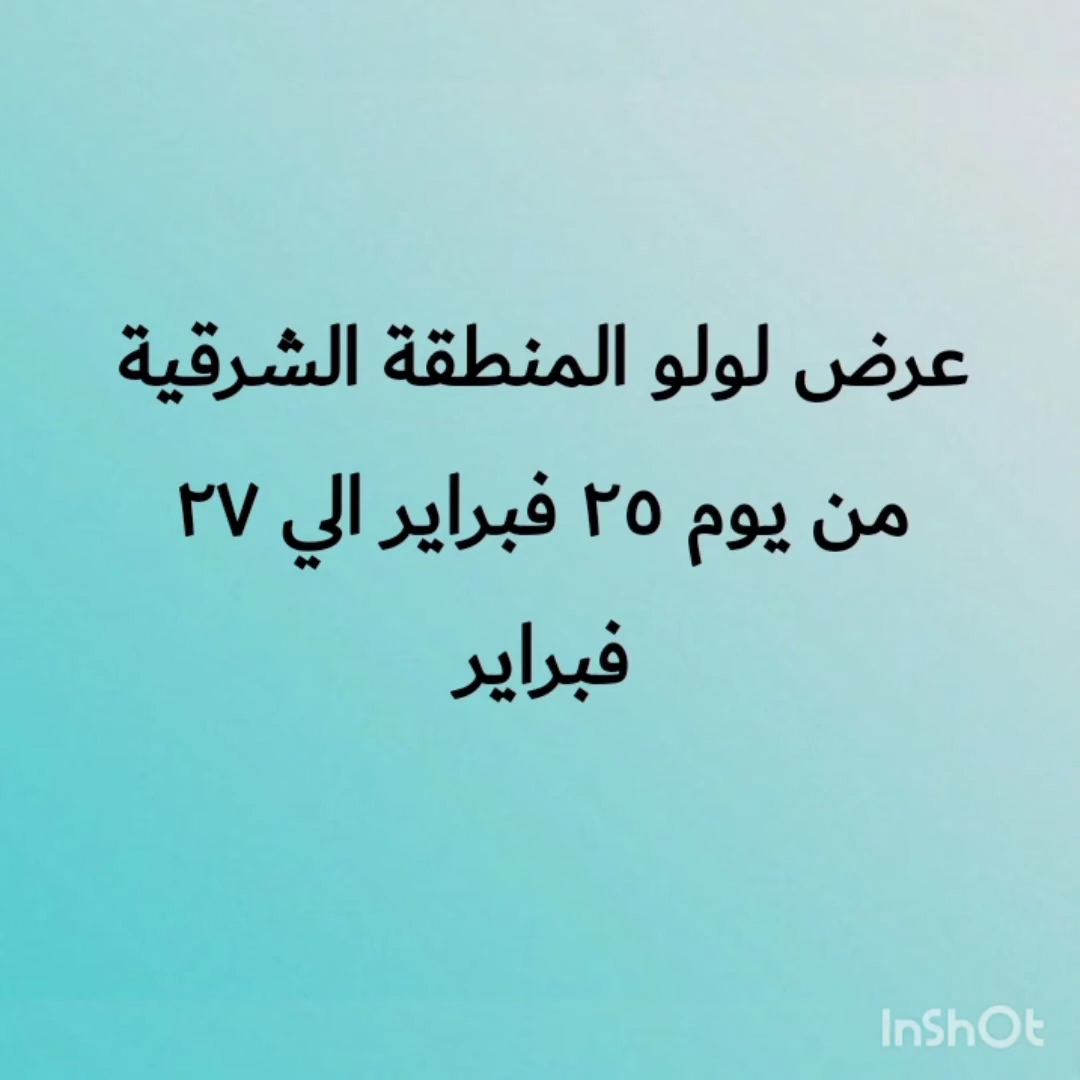 عرض لولو المنطقة الشرقية
من يوم ٢٥ فبراير الي ٢٧
فبراير
InShOt